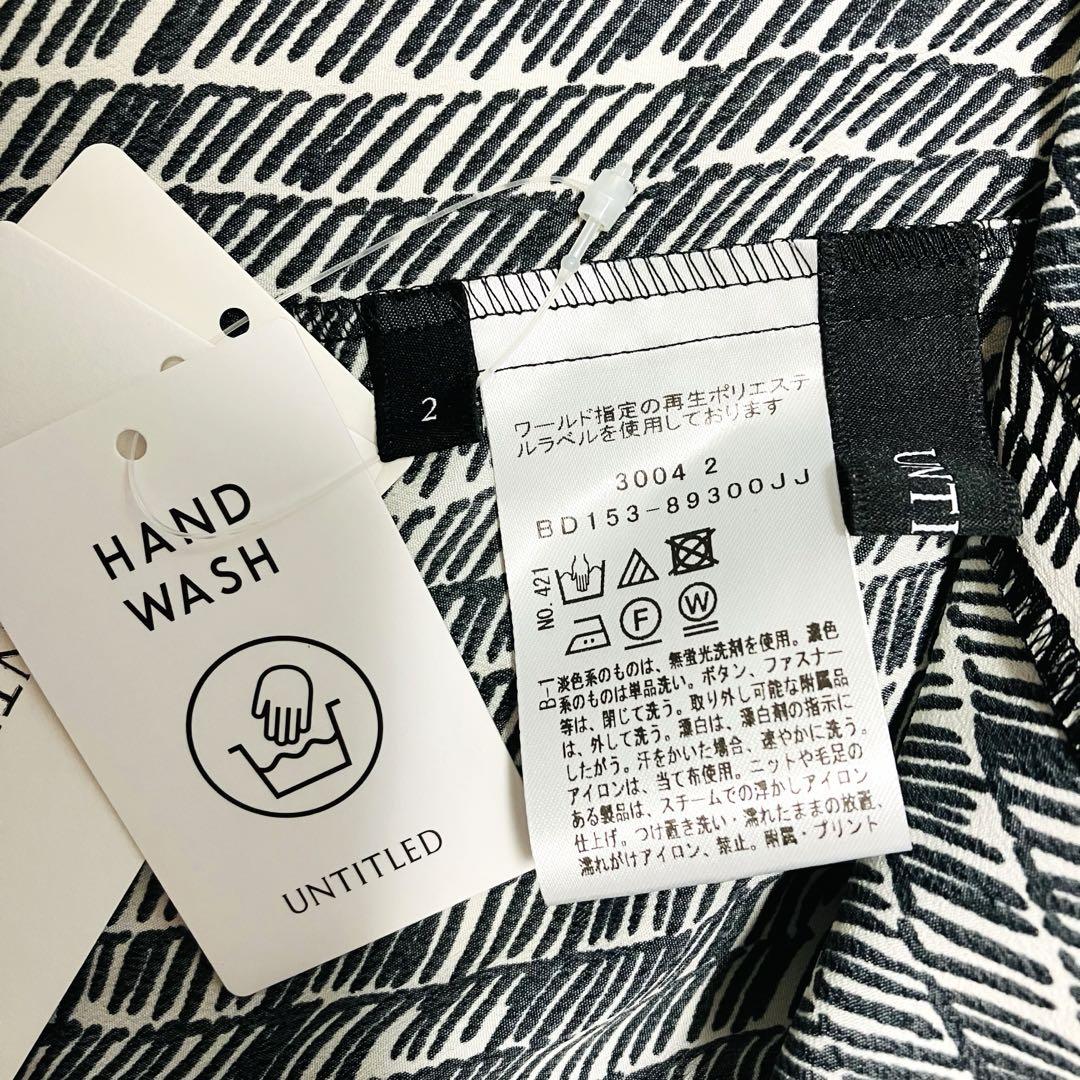 HAND
WASH
UNTITLED
2
ワールド指定の再生ポリエステ
ルラベルを使用しております
3004 2
BD153-89300JJ
NO. 421
F
W
B-1
淡色系のものは、無蛍光洗剤を使用。濃色
系のものは単品洗い。ボタン、ファスナー
等は、閉じて洗う。取り外し可能な附属品
は、外して洗う。漂白は、漂白剤の指示に
したがう。汗をかいた場合、速やかに洗う。
アイロンは、当て布使用。ニットや毛足の
ある製品は、スチームでの浮かしアイロン
仕上げ。つけ置き洗い・濡れたままの放置、
濡れがけアイロン、禁止。附属・プリント